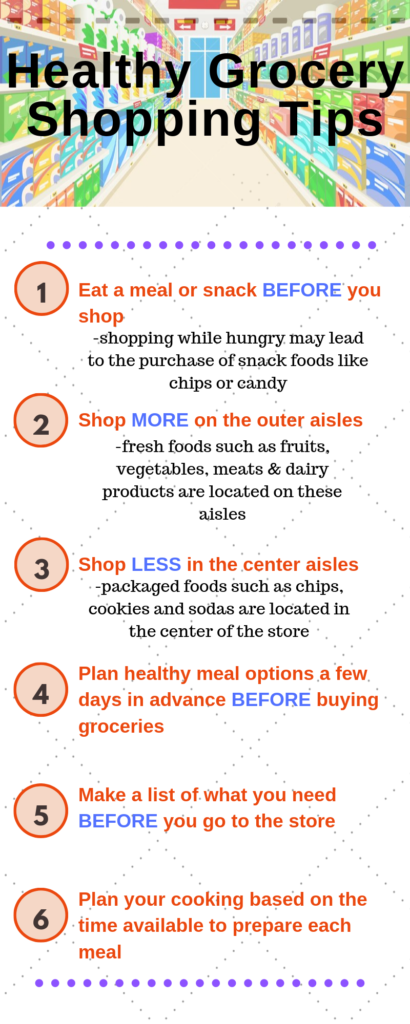 Healthy Grocery
Shopping Tips
1
Eat a meal or snack BEFORE you
shop
-shopping while hungry may lead
to the purchase of snack foods like
chips or candy
2
Shop MORE on the outer aisles
-fresh foods such as fruits,
vegetables, meats & dairy
products are located on these
aisles
3
Shop LESS in the center aisles
-packaged foods such as chips,
cookies and sodas are located in
the center of the store
4
Plan healthy meal options a few
days in advance BEFORE buying
groceries
5
Make a list of what you need
BEFORE you go to the store
6
Plan your cooking based on the
time available to prepare each
meal